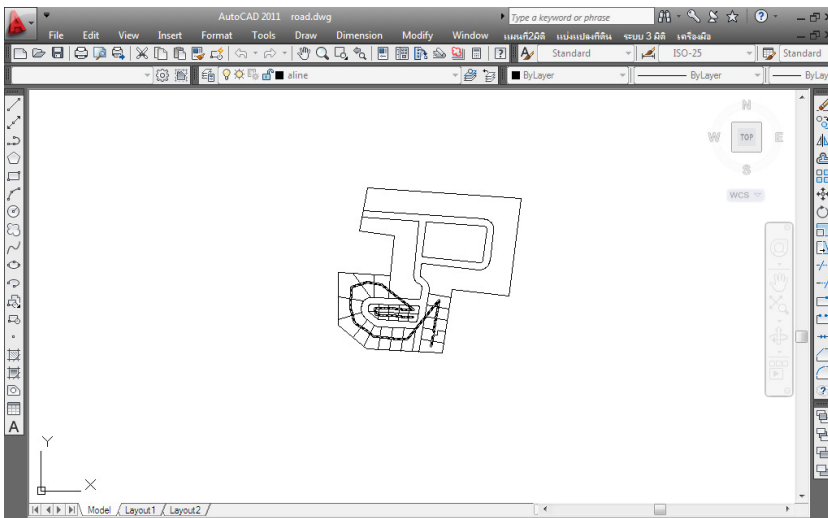 AutoCAD 2011 road.dwg Type a keyword or phrase
File Edit View Insert Format Tools Draw Dimension Modify Window แผนที่2มิติ แบ่งแปลงที่ดิน ระบบ 3 มิติ เครื่องมือ
A Standard ISO-25 Standard
aline ByLayer ByLayer ByLay
N
W TOP E
S
WCS
A
Y
X
Model Layout1 Layout2